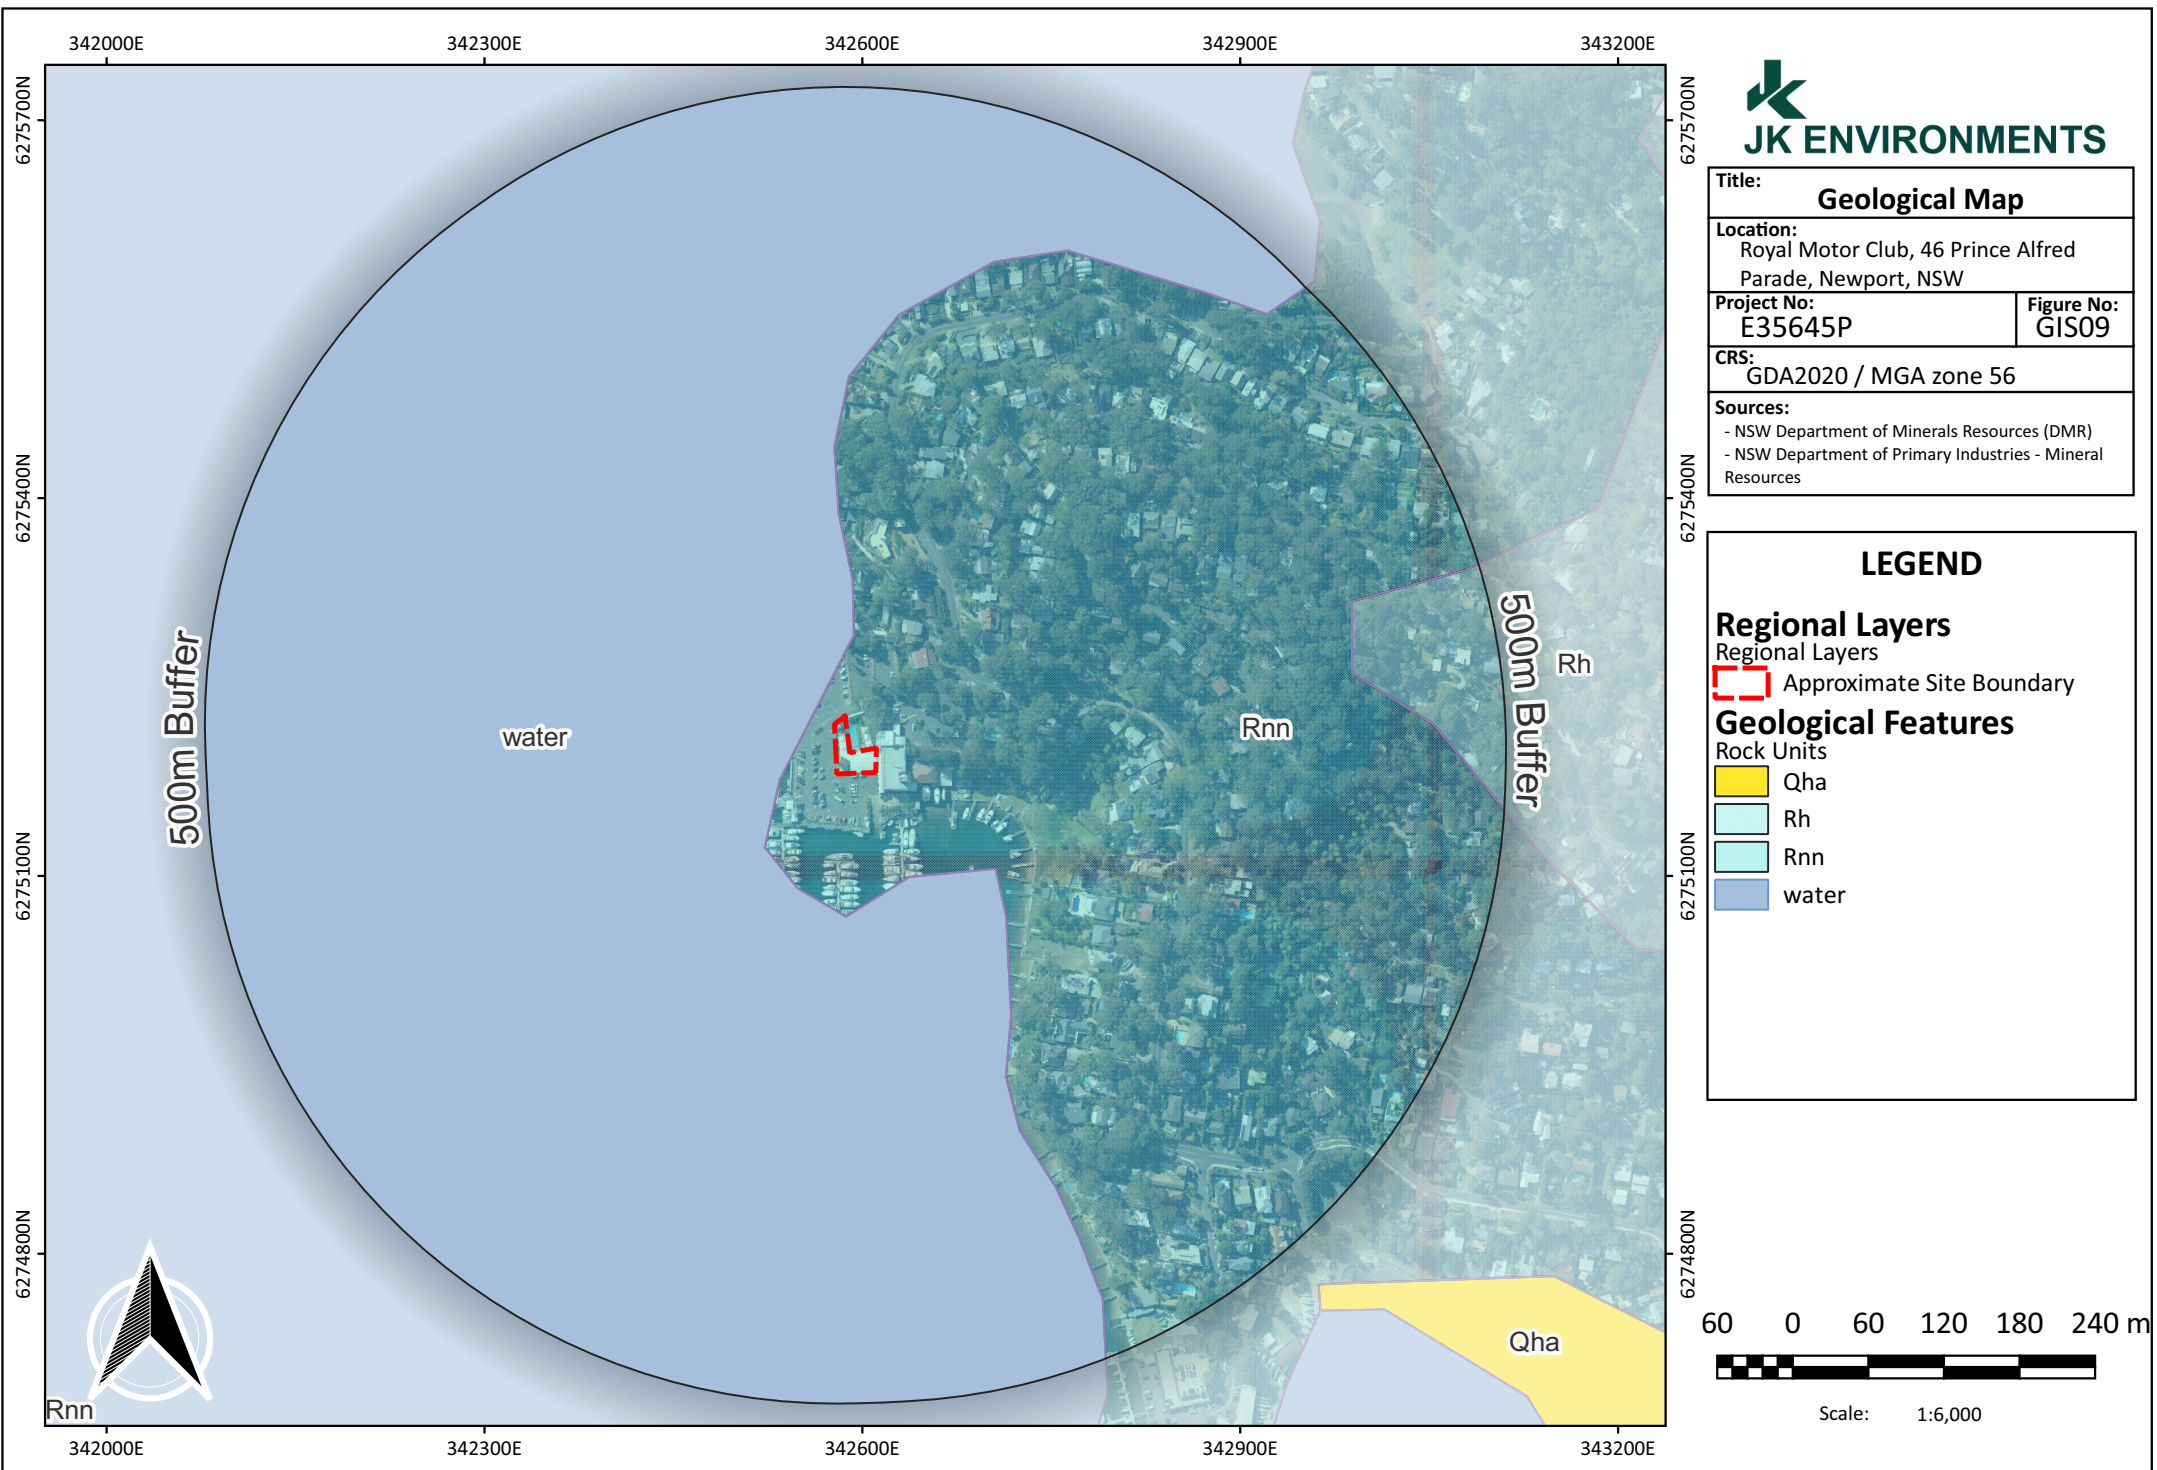 342000E 342300E 342600E 342900E 343200E
6275700N
6275400N
6275100N
6274800N
6275700N
6275400N
6275100N
6274800N
500m Buffer
water
Rnn
500m Buffer
Rh
Qha
Rnn
342000E 342300E 342600E 342900E 343200E
JK
JK ENVIRONMENTS
Title:
Geological Map
Location:
Royal Motor Club, 46 Prince Alfred
Parade, Newport, NSW
Project No:
E35645P
Figure No:
GIS09
CRS:
GDA2020 / MGA zone 56
Sources:
- NSW Department of Minerals Resources (DMR)
- NSW Department of Primary Industries - Mineral
Resources
LEGEND
Regional Layers
Regional Layers
Approximate Site Boundary
Geological Features
Rock Units
Qha
Rh
Rnn
water
60 0 60 120 180 240 m
Scale: 1:6,000